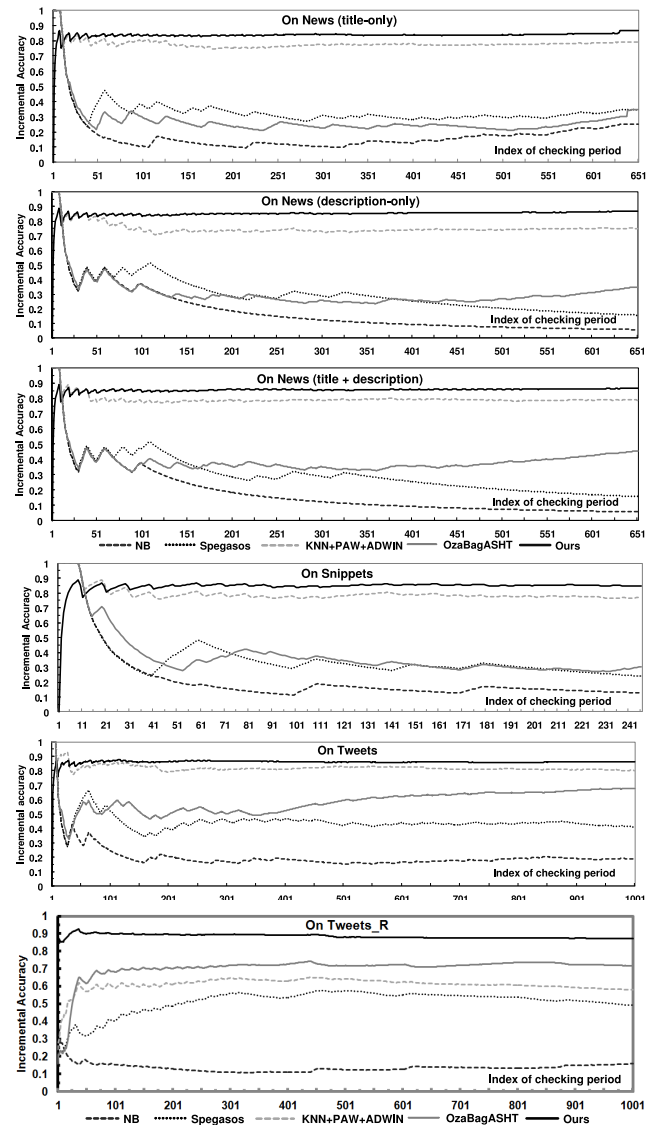 On News (title-only)
Incremental Accuracy
1
0.9
0.8
0.7
0.6
0.5
0.4
0.3
0.2
0.1
0
Index of checking period
1 51 101 151 201 251 301 351 401 451 501 551 601 651
On News (description-only)
Incremental Accuracy
1
0.9
0.8
0.7
0.6
0.5
0.4
0.3
0.2
0.1
0
Index of checking period
1 51 101 151 201 251 301 351 401 451 501 551 601 651
On News (title + description)
Incremental Accuracy
1
0.9
0.8
0.7
0.6
0.5
0.4
0.3
0.2
0.1
0
Index of checking period
1 51 101 151 201 251 301 351 401 451 501 551 601 651
NB Spegasos KNN+PAW+ADWIN OzaBagASHT Ours
On Snippets
Incremental Accuracy
1
0.9
0.8
0.7
0.6
0.5
0.4
0.3
0.2
0.1
0
Index of checking period
1 11 21 31 41 51 61 71 81 91 101 111 121 131 141 151 161 171 181 191 201 211 221 231 241
On Tweets
Incremental accuracy
1
0.9
0.8
0.7
0.6
0.5
0.4
0.3
0.2
0.1
0
Index of checking period
1 101 201 301 401 501 601 701 801 901 1001
On Tweets_R
Incremental Accuracy
1
0.9
0.8
0.7
0.6
0.5
0.4
0.3
0.2
0.1
0
Index of checking period
1 101 201 301 401 501 601 701 801 901 1001
NB Spegasos KNN+PAW+ADWIN OzaBagASHT Ours